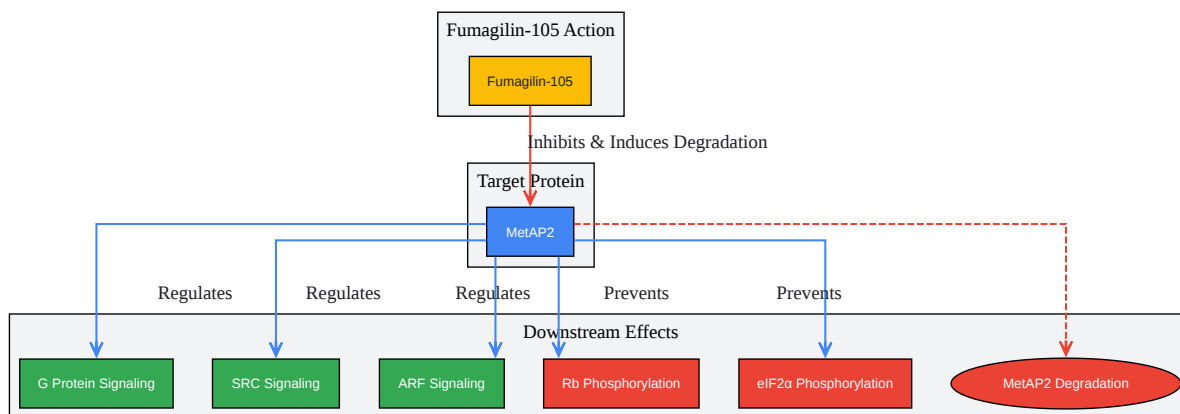 Fumagilin-105 Action
Fumagilin-105
Inhibits & Induces Degradation
Target Protein
MetAP2
Regulates
Regulates
Regulates
Prevents
Prevents
Downstream Effects
G Protein Signaling
SRC Signaling
ARF Signaling
Rb Phosphorylation
eIF2α Phosphorylation
MetAP2 Degradation